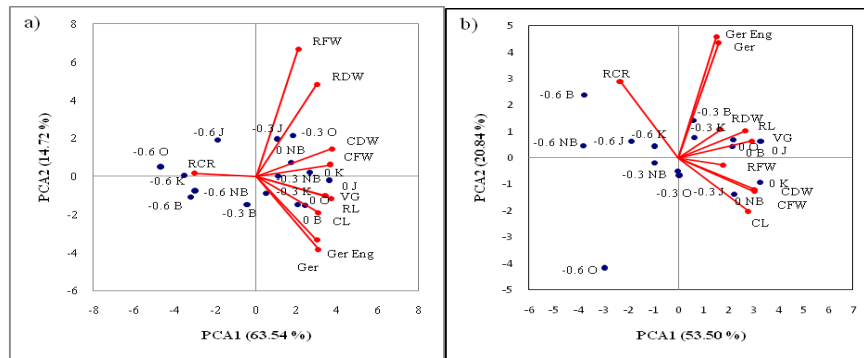 a)
8
6
4
2
0
-2
-4
-6
-8 -6 -4 -2 0 2 4 6 8
PCA2 (14.72 %)
PCA1 (63.54 %)
RFW
RDW
-0.6 J
-0.3 J
-0.3 O
CDW
0 NB
CFW
-0.6 O
RCR
0 K
-0.6 K
-0.3 NB
0 J
-0.6 NB
-0.3 K
VG
-0.6 B
0 O
RL
-0.3 B
0 B
CL
Ger Eng
Ger
b)
5
4
3
2
1
0
-1
-2
-3
-4
-5
-6 -5 -4 -3 -2 -1 0 1 2 3 4 5 6 7
PCA2 (20.84 %)
PCA1 (53.50 %)
Ger Eng
Ger
RCR
-0.6 B
-0.3 B
RDW
-0.6 K
-0.3 K
RL
-0.6 NB
-0.6 J
VG
0 O
0 J
0 B
-0.3 NB
RFW
0 K
-0.3 O
-0.3 J
CDW
0 NB
CFW
CL
-0.6 O